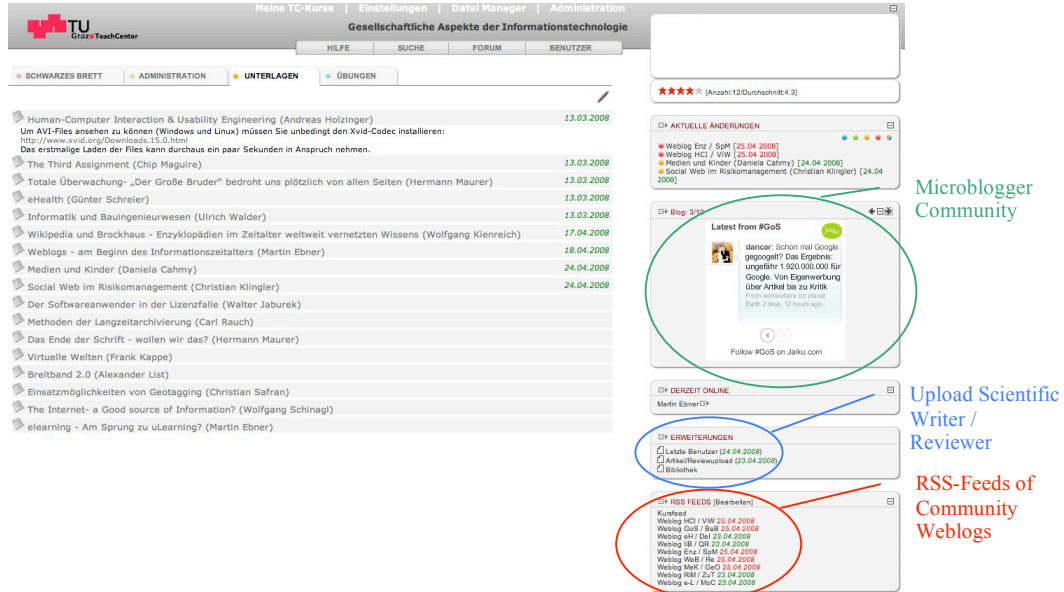 Meine TC-Kurse | Einstellungen | Datei Manager | Administration
TU
Graz TeachCenter
Gesellschaftliche Aspekte der Informationstechnologie
HILFE SUCHE FORUM BENUTZER
SCHWARZES BRETT ADMINISTRATION UNTERLAGEN ÜBUNGEN
Human-Computer Interaction & Usability Engineering (Andreas Holzinger) 13.03.2008
Um AVI-Files ansehen zu können (Windows und Linux) müssen Sie unbedingt den Xvid-Codec installieren:
http://www.xvid.org/Downloads.15.0.html
Das erstmalige Laden der Files kann durchaus ein paar Sekunden in Anspruch nehmen.
The Third Assignment (Chip Maguire) 13.03.2008
Totale Überwachung- „Der Große Bruder" bedroht uns plötzlich von allen Seiten (Hermann Maurer) 13.03.2008
eHealth (Günter Schreier) 13.03.2008
Informatik und Bauingenieurwesen (Ulrich Walder) 13.03.2008
Wikipedia und Brockhaus - Enzyklopädien im Zeitalter weltweit vernetzten Wissens (Wolfgang Kienreich) 17.04.2008
Weblogs - am Beginn des Informationszeitalters (Martin Ebner) 18.04.2008
Medien und Kinder (Daniela Cahmy) 24.04.2008
Social Web im Risikomanagement (Christian Klingler) 24.04.2008
Der Softwareanwender in der Lizenzfalle (Walter Jaburek)
Methoden der Langzeitarchivierung (Carl Rauch)
Das Ende der Schrift - wollen wir das? (Hermann Maurer)
Virtuelle Welten (Frank Kappe)
Breitband 2.0 (Alexander List)
Einsatzmöglichkeiten von Geotagging (Christian Safran)
The Internet- a Good source of Information? (Wolfgang Schinagl)
elearning - Am Sprung zu uLearning? (Martin Ebner)
[Anzahl:12/Durchschnitt:4.3]
AKTUELLE ÄNDERUNGEN
Weblog Enz / SpM [25.04 2008]
Weblog HCI / ViW [25.04 2008]
Medien und Kinder (Daniela Cahmy) [24.04 2008]
Social Web im Risikomanagement (Christian Klingler) [24.04
2008]
Blog: 3/10
Latest from #GoS
dancer: Schon mal Google
gegoogelt? Das Ergebnis:
ungefähr 1.920.000.000 für
Google. Von Eigenwerbung
über Artikel bis zu Kritik
From somewhere on planet
Earth 2 days, 12 hours ago.
Follow #GoS on Jaiku.com
DERZEIT ONLINE
Martin Ebner
ERWEITERUNGEN
Letzte Benutzer (24.04.2008)
Artikel/Reviewupload (23.04.2008)
Bibliothek
RSS FEEDS [Bearbeiten]
Kursfeed
Weblog HCI / ViW 25.04.2008
Weblog GoS / BaB 25.04.2008
Weblog eH / Del 23.04.2008
Weblog IiB / QR 23.04.2008
Weblog Enz / SpM 25.04.2008
Weblog WeB / Re 25.04.2008
Weblog MeK / GeO 25.04.2008
Weblog RiM / ZuT 23.04.2008
Weblog e-L / MoC 23.04.2008
Microblogger
Community
Upload Scientific
Writer /
Reviewer
RSS-Feeds of
Community
Weblogs